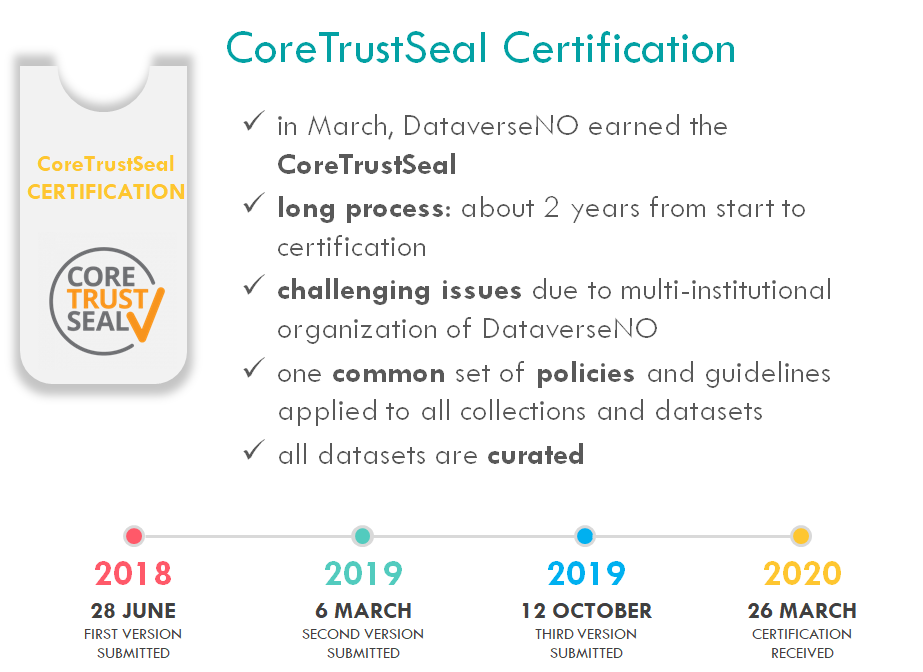 CoreTrustSeal Certification
CoreTrustSeal
CERTIFICATION
CORE
TRUST
SEAL
in March, DataverseNO earned the
CoreTrustSeal
long process: about 2 years from start to
certification
challenging issues due to multi-institutional
organization of DataverseNO
one common set of policies and guidelines
applied to all collections and datasets
all datasets are curated
2018
28 JUNE
FIRST VERSION
SUBMITTED
2019
6 MARCH
SECOND VERSION
SUBMITTED
2019
12 OCTOBER
THIRD VERSION
SUBMITTED
2020
26 MARCH
CERTIFICATION
RECEIVED